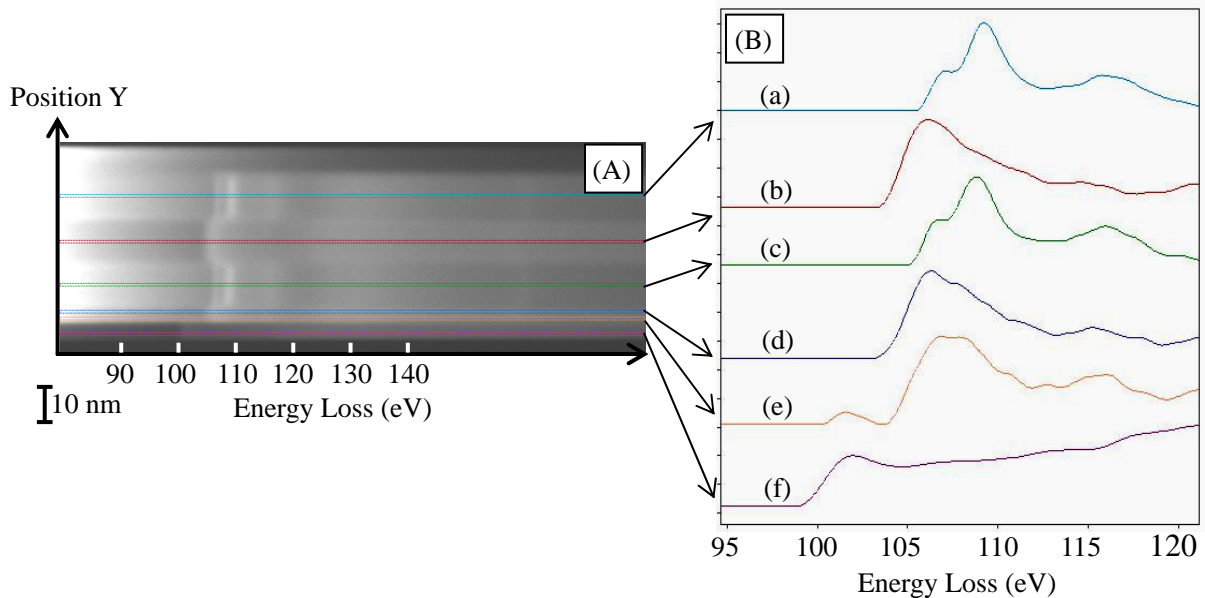 Position Y
(A)
90 100 110 120 130 140
10 nm
Energy Loss (eV)
(B)
(a)
(b)
(c)
(d)
(e)
(f)
95 100 105 110 115 120
Energy Loss (eV)